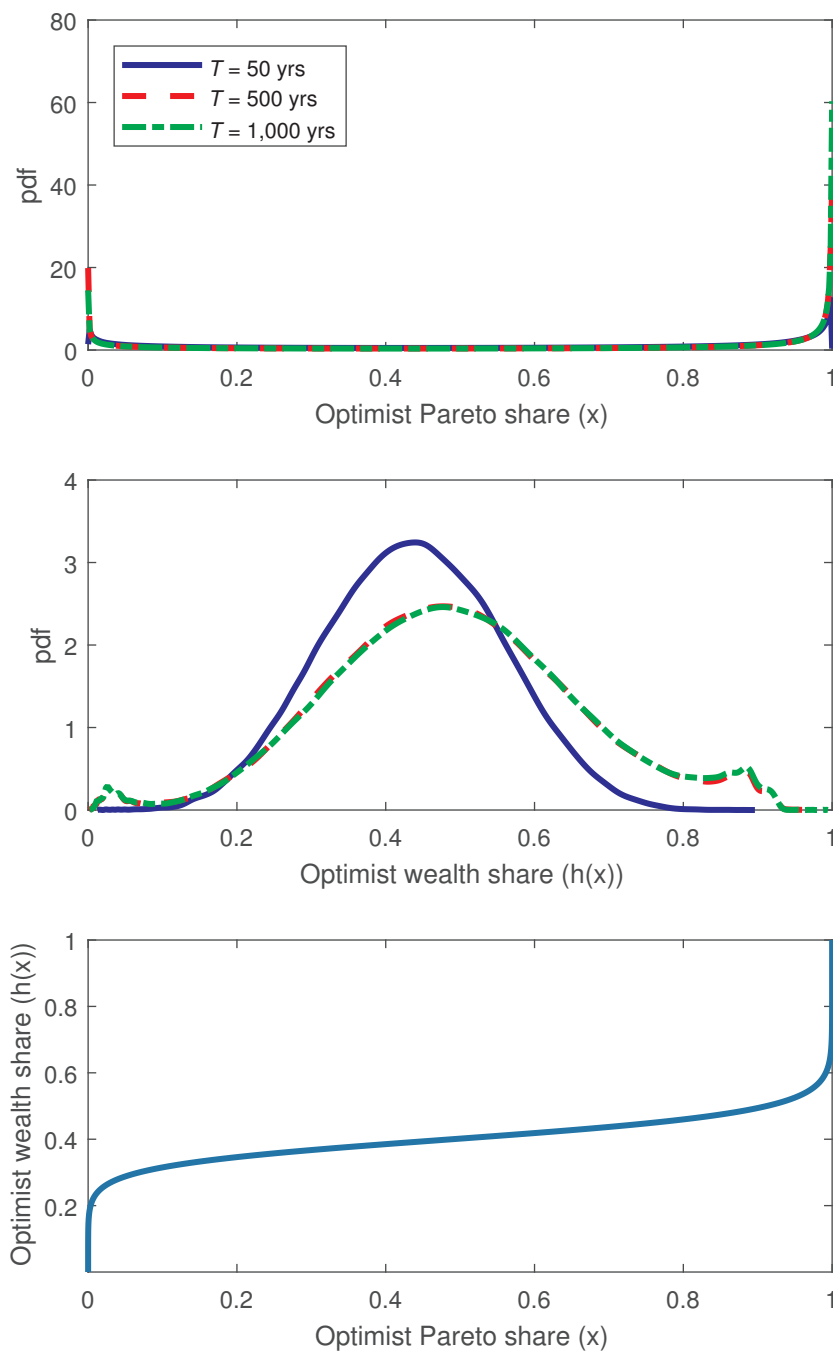 80
60
40
20
0
pdf
T = 50 yrs
T = 500 yrs
T = 1,000 yrs
0 0.2 0.4 0.6 0.8 1
Optimist Pareto share (x)
4
3
2
1
0
pdf
0 0.2 0.4 0.6 0.8 1
Optimist wealth share (h(x))
1
0.8
0.6
0.4
0.2
Optimist wealth share (h(x))
0 0.2 0.4 0.6 0.8 1
Optimist Pareto share (x)